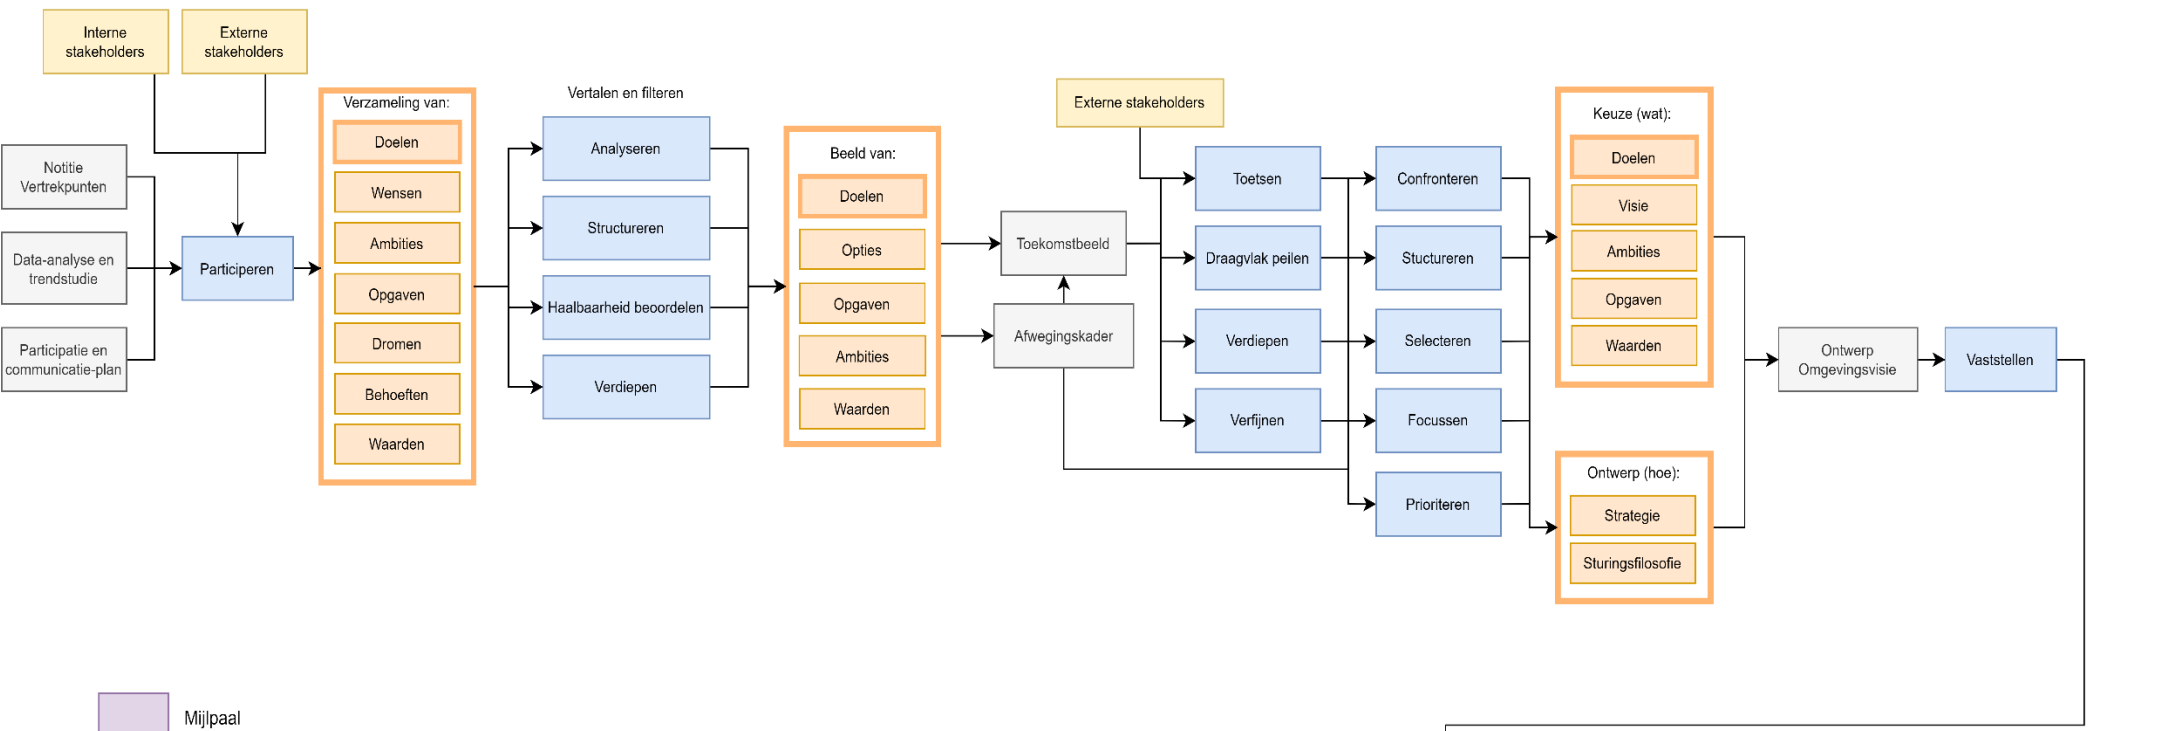 Interne
stakeholders
Externe
stakeholders
Notitie
Vertrekpunten
Data-analyse en
trendstudie
Participatie en
communicatie-plan
Participeren
Verzameling van:
Doelen
Wensen
Ambities
Opgaven
Dromen
Behoeften
Waarden
Vertalen en filteren
Analyseren
Structureren
Haalbaarheid beoordelen
Verdiepen
Beeld van:
Doelen
Opties
Opgaven
Ambities
Waarden
Toekomstbeeld
Afwegingskader
Externe stakeholders
Toetsen
Draagvlak peilen
Verdiepen
Verfijnen
Confronteren
Stuctureren
Selecteren
Focussen
Prioriteren
Keuze (wat):
Doelen
Visie
Ambities
Opgaven
Waarden
Ontwerp (hoe):
Strategie
Sturingsfilosofie
Ontwerp
Omgevingsvisie
Vaststellen
Mijlpaal